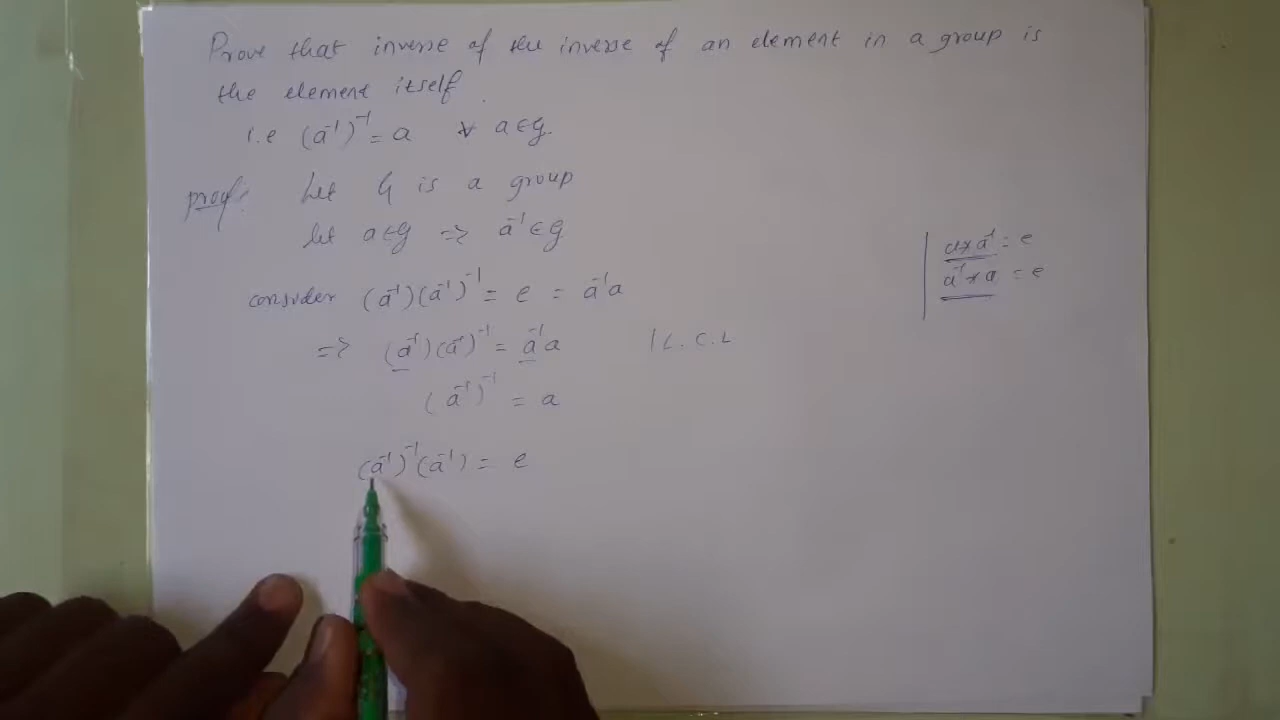 Prove that inverse of the inverse of an element in a group is
the element itself.
i.e (a⁻¹)⁻¹ = a ∀ a∈G.
proof: Let G is a group
let a∈G => a⁻¹∈G
consider (a⁻¹)(a⁻¹)⁻¹ = e = a⁻¹a
=> (a⁻¹)(a⁻¹)⁻¹ = a⁻¹a | L.C.L
(a⁻¹)⁻¹ = a
(a⁻¹)⁻¹(a⁻¹) = e
a*a⁻¹ = e
a⁻¹*a = e